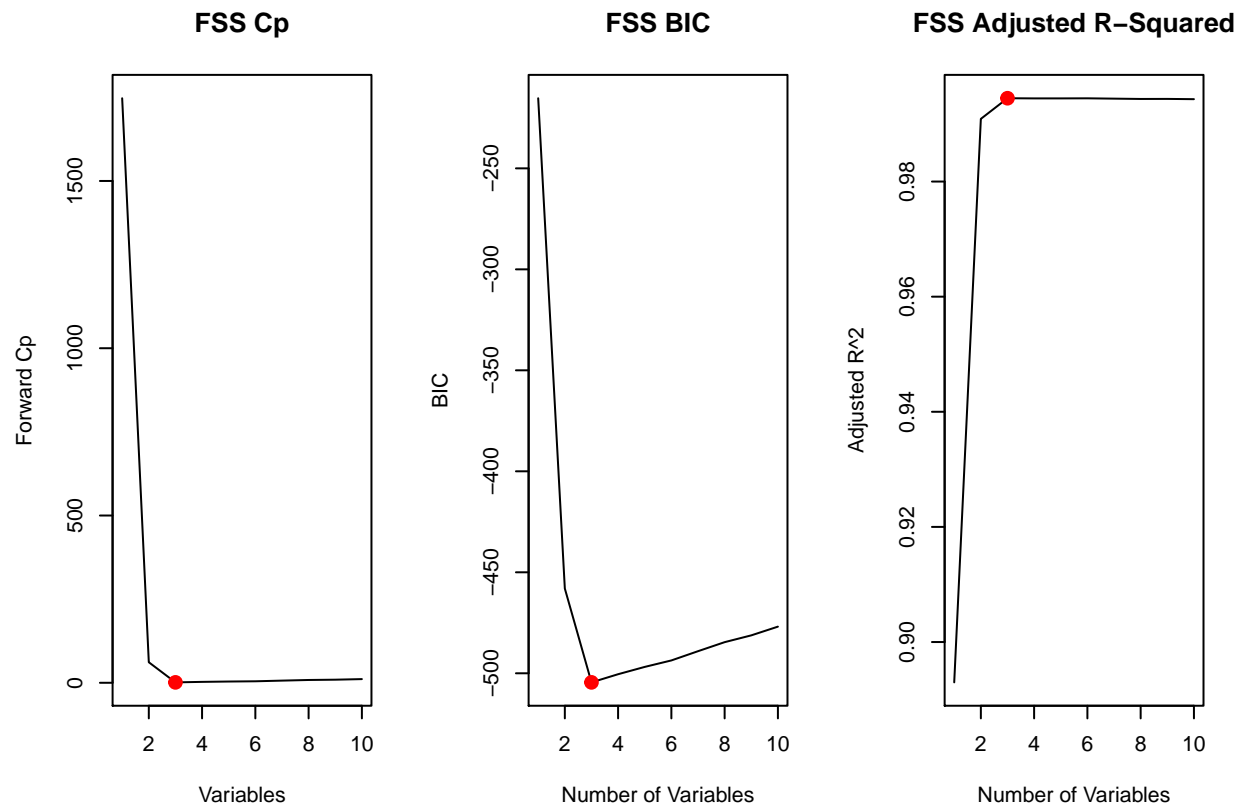 FSS Cp
Forward Cp
1500
1000
500
0
2 4 6 8 10
Variables
FSS BIC
BIC
−250
−300
−350
−400
−450
−500
2 4 6 8 10
Number of Variables
FSS Adjusted R−Squared
Adjusted R^2
0.98
0.96
0.94
0.92
0.90
2 4 6 8 10
Number of Variables